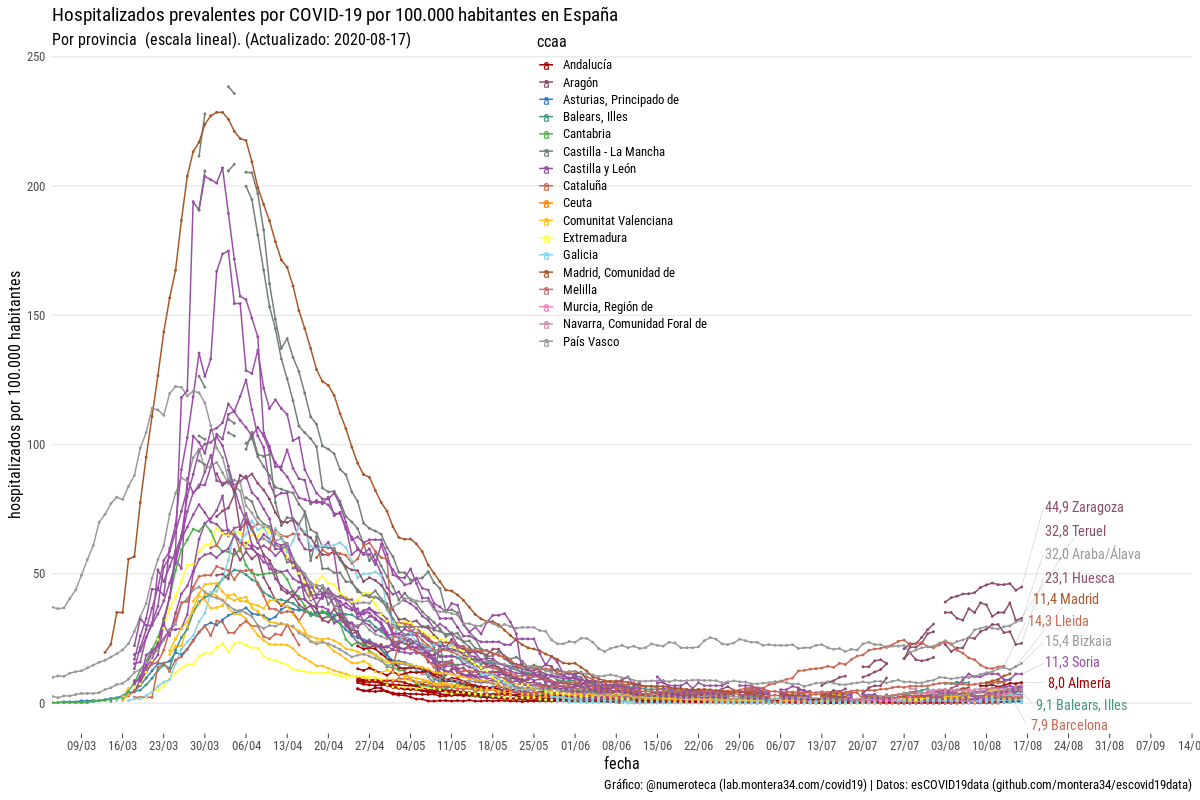 Hospitalizados prevalentes por COVID-19 por 100.000 habitantes en España
Por provincia (escala lineal). (Actualizado: 2020-08-17)
ccaa
Andalucía
Aragón
Asturias, Principado de
Balears, Illes
Cantabria
Castilla - La Mancha
Castilla y León
Cataluña
Ceuta
Comunitat Valenciana
Extremadura
Galicia
Madrid, Comunidad de
Melilla
Murcia, Región de
Navarra, Comunidad Foral de
País Vasco
hospitalizados por 100.000 habitantes
250
200
150
100
50
0
44,9 Zaragoza
32,8 Teruel
32,0 Araba/Álava
23,1 Huesca
11,4 Madrid
14,3 Lleida
15,4 Bizkaia
11,3 Soria
8,0 Almería
9,1 Balears, Illes
7,9 Barcelona
09/03 16/03 23/03 30/03 06/04 13/04 20/04 27/04 04/05 11/05 18/05 25/05 01/06 08/06 15/06 22/06 29/06 06/07 13/07 20/07 27/07 03/08 10/08 17/08 24/08 31/08 07/09 14/0
fecha
Gráfico: @numeroteca (lab.montera34.com/covid19) | Datos: esCOVID19data (github.com/montera34/escovid19data)